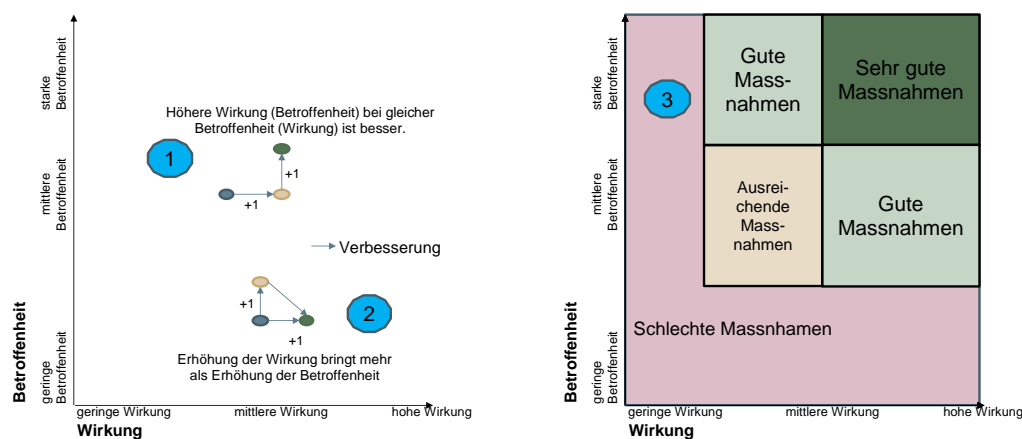 starke
Betroffenheit
mittlere
Betroffenheit
geringe
Betroffenheit
Betroffenheit
Höhere Wirkung (Betroffenheit) bei gleicher
Betroffenheit (Wirkung) ist besser.
1
+1
+1
Verbesserung
+1
+1
2
Erhöhung der Wirkung bringt mehr
als Erhöhung der Betroffenheit
geringe Wirkung
mittlere Wirkung
hohe Wirkung
Wirkung
starke
Betroffenheit
mittlere
Betroffenheit
geringe
Betroffenheit
Betroffenheit
3
Gute
Mass-
nahmen
Sehr gute
Massnahmen
Ausrei-
chende
Mass-
nahmen
Gute
Massnahmen
Schlechte Massnhamen
geringe Wirkung
mittlere Wirkung
hohe Wirkung
Wirkung